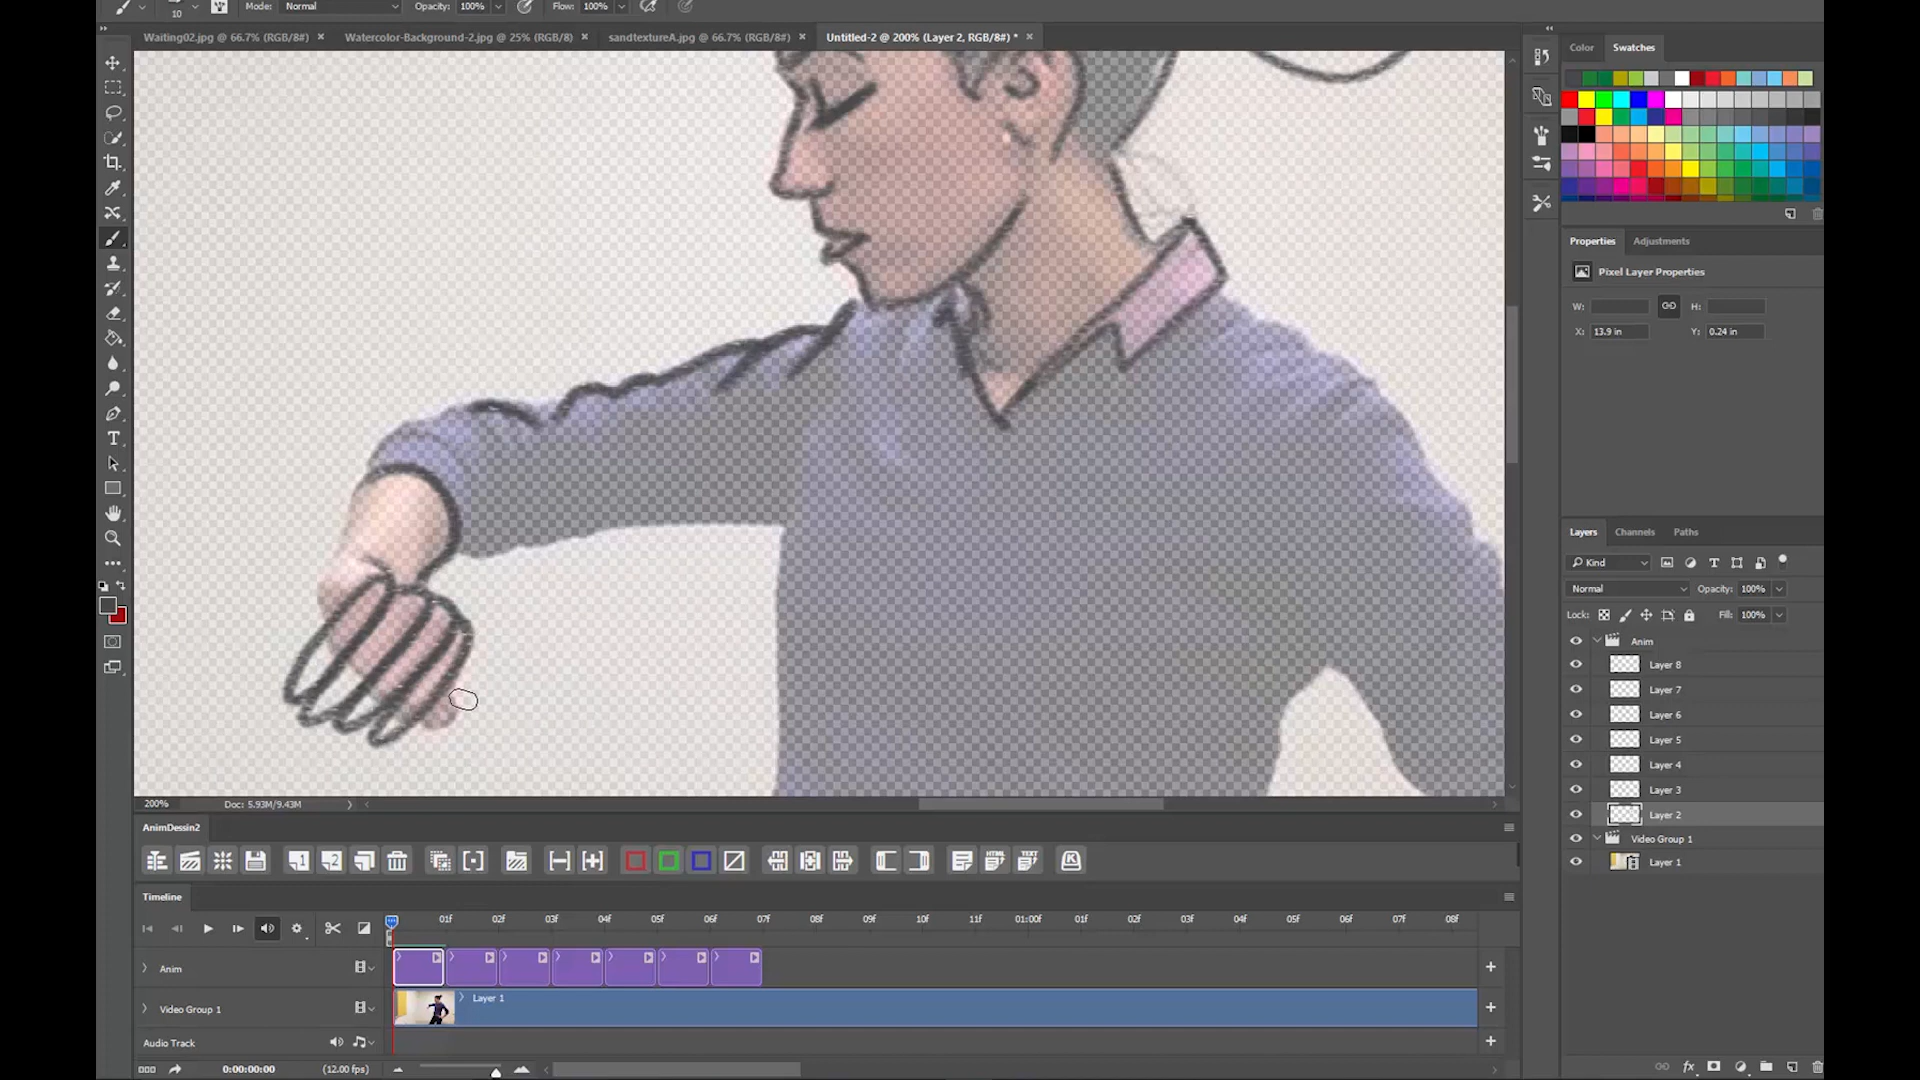 10
Mode: Normal
Opacity: 100%
Flow: 100%
Waiting02.jpg @ 66.7% (RGB/8#) ×
Watercolor-Background-2.jpg @ 25% (RGB/8) ×
sandtextureA.jpg @ 66.7% (RGB/8#) ×
Untitled-2 @ 200% (Layer 2, RGB/8#) * ×
Color
Swatches
Properties
Adjustments
Pixel Layer Properties
W:
H:
X: 13.9 in
Y: 0.24 in
Layers
Channels
Paths
Kind
Normal
Opacity: 100%
Lock:
Fill: 100%
Anim
Layer 8
Layer 7
Layer 6
Layer 5
Layer 4
Layer 3
Layer 2
Video Group 1
Layer 1
200%
Doc: 5.93M/9.43M
AnimDessin2
1
2
HTML
TEXT
K
Timeline
01f 02f 03f 04f 05f 06f 07f 08f 09f 10f 11f 01:00f 01f 02f 03f 04f 05f 06f 07f 08f
Anim
Video Group 1
Layer 1
Audio Track
0:00:00:00
(12.00 fps)
fx